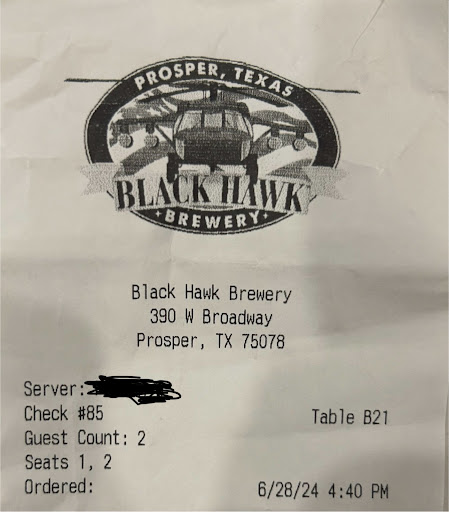 PROSPER, TEXAS
BLACK HAWK
BREWERY
Black Hawk Brewery
390 W Broadway
Prosper, TX 75078
Server:
Check #85 Table B21
Guest Count: 2
Seats 1, 2
Ordered: 6/28/24 4:40 PM